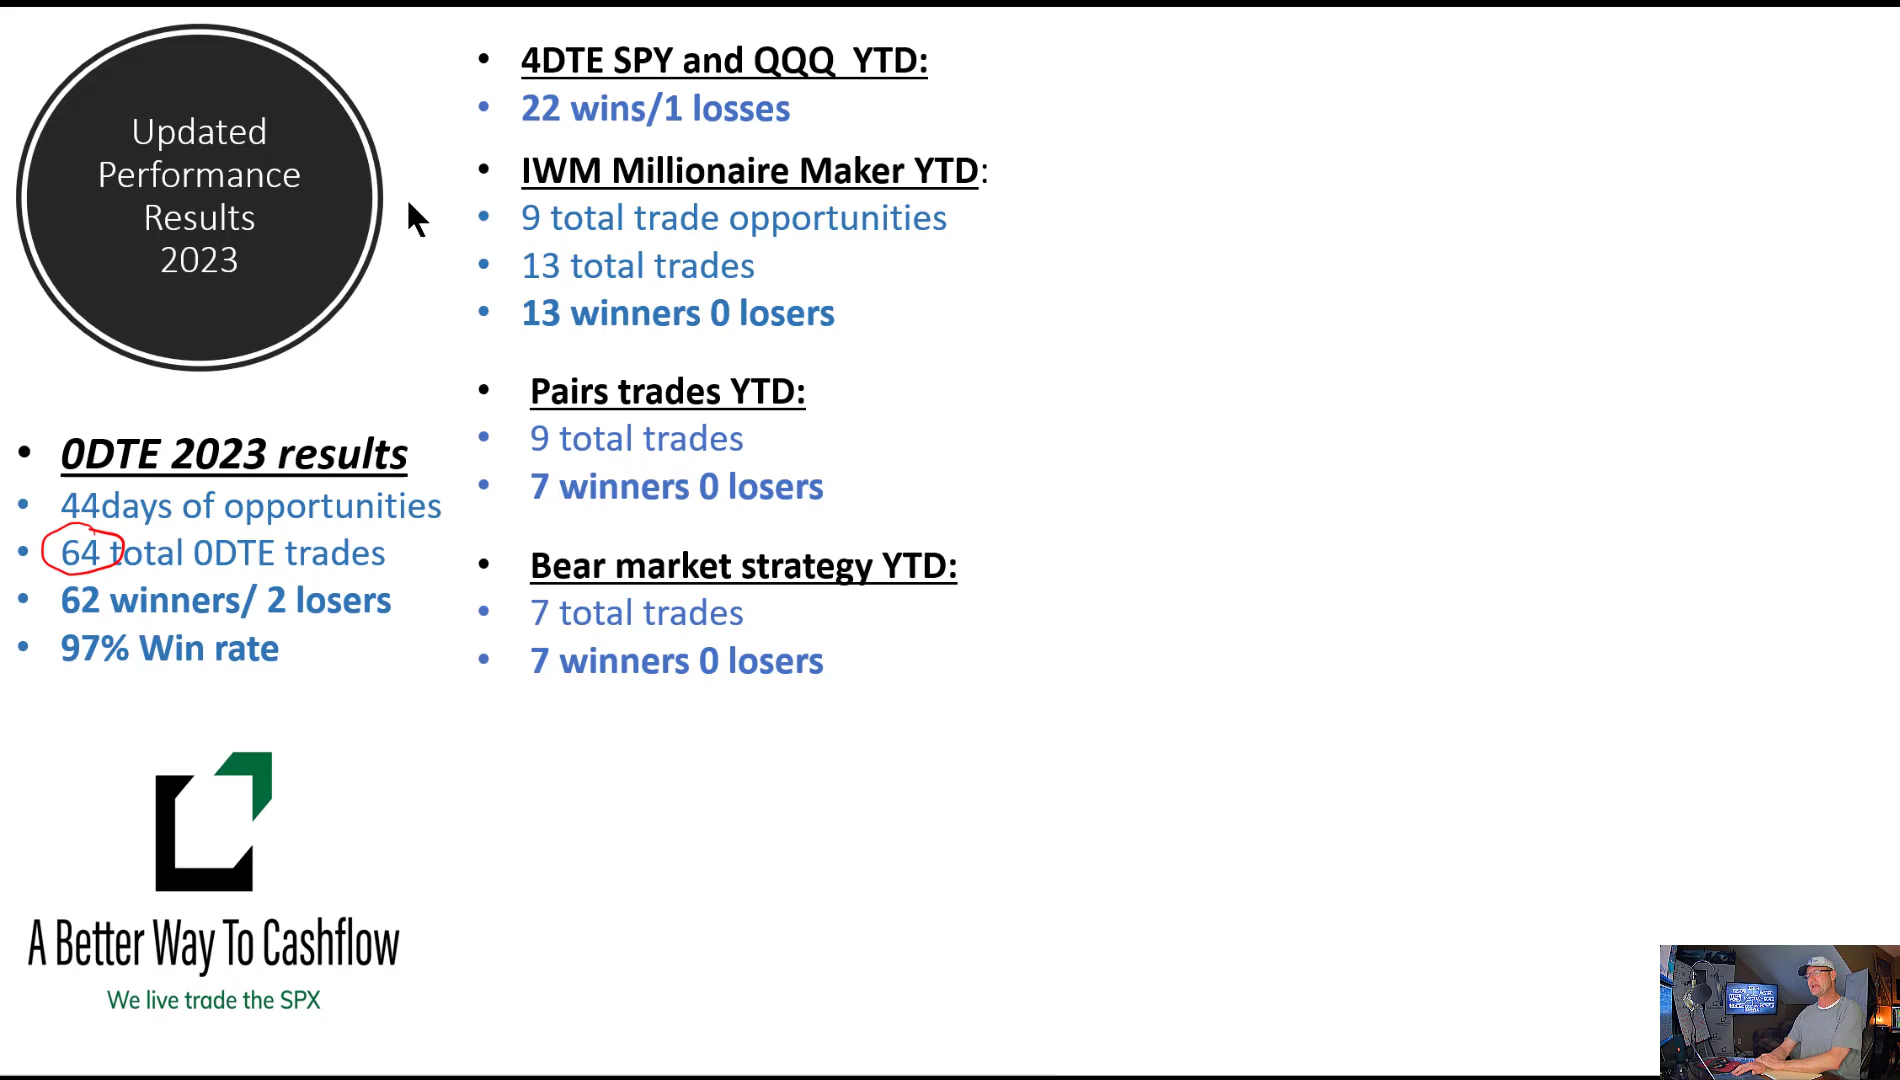 Updated
Performance
Results
2023
• 0DTE 2023 results
• 44days of opportunities
• 64 total 0DTE trades
• 62 winners/ 2 losers
• 97% Win rate
A Better Way To Cashflow
We live trade the SPX
• 4DTE SPY and QQQ  YTD:
• 22 wins/1 losses
• IWM Millionaire Maker YTD:
• 9 total trade opportunities
• 13 total trades
• 13 winners 0 losers
• Pairs trades YTD:
• 9 total trades
• 7 winners 0 losers
• Bear market strategy YTD:
• 7 total trades
• 7 winners 0 losers